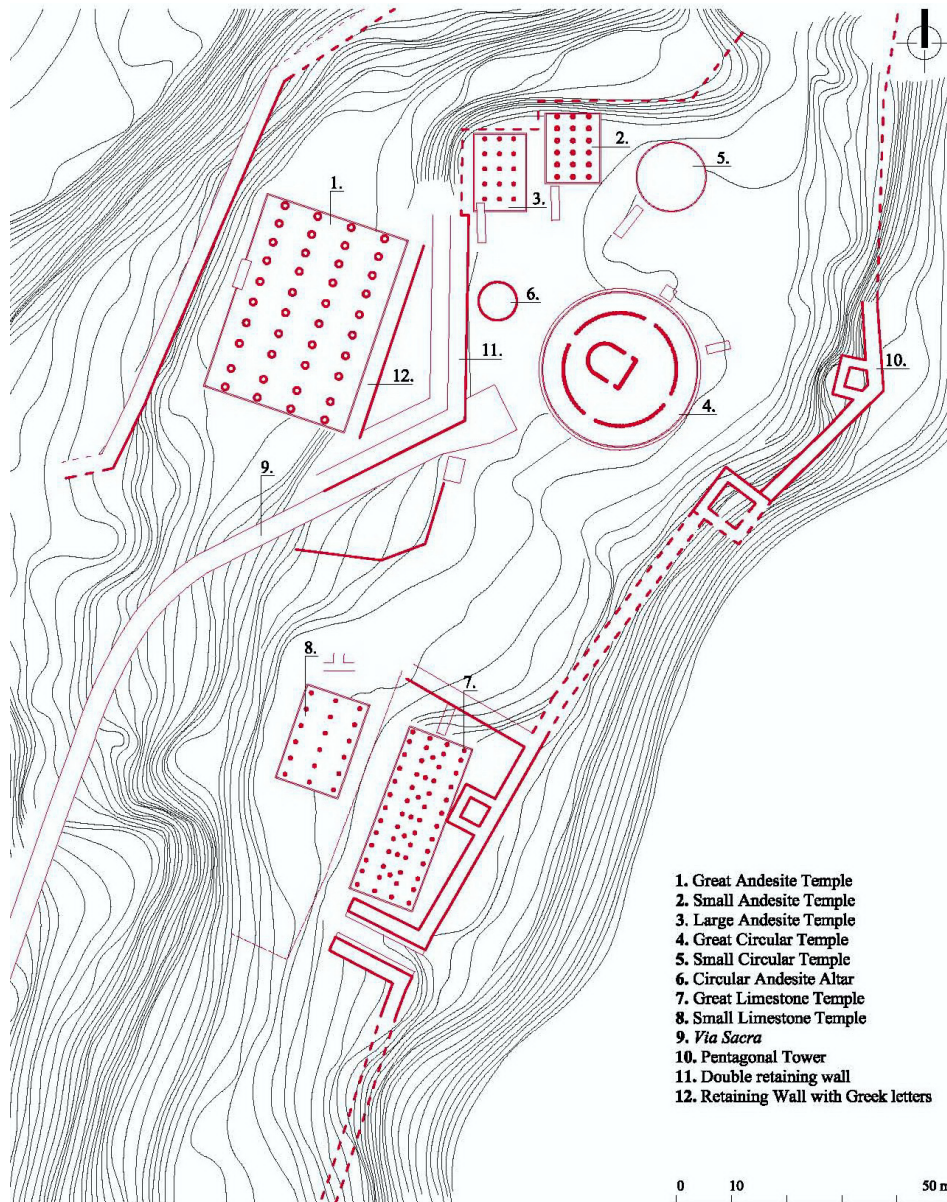 1.
2.
3.
5.
6.
11.
12.
4.
10.
9.
8.
7.
1. Great Andesite Temple
2. Small Andesite Temple
3. Large Andesite Temple
4. Great Circular Temple
5. Small Circular Temple
6. Circular Andesite Altar
7. Great Limestone Temple
8. Small Limestone Temple
9. Via Sacra
10. Pentagonal Tower
11. Double retaining wall
12. Retaining Wall with Greek letters
0 10 50 m